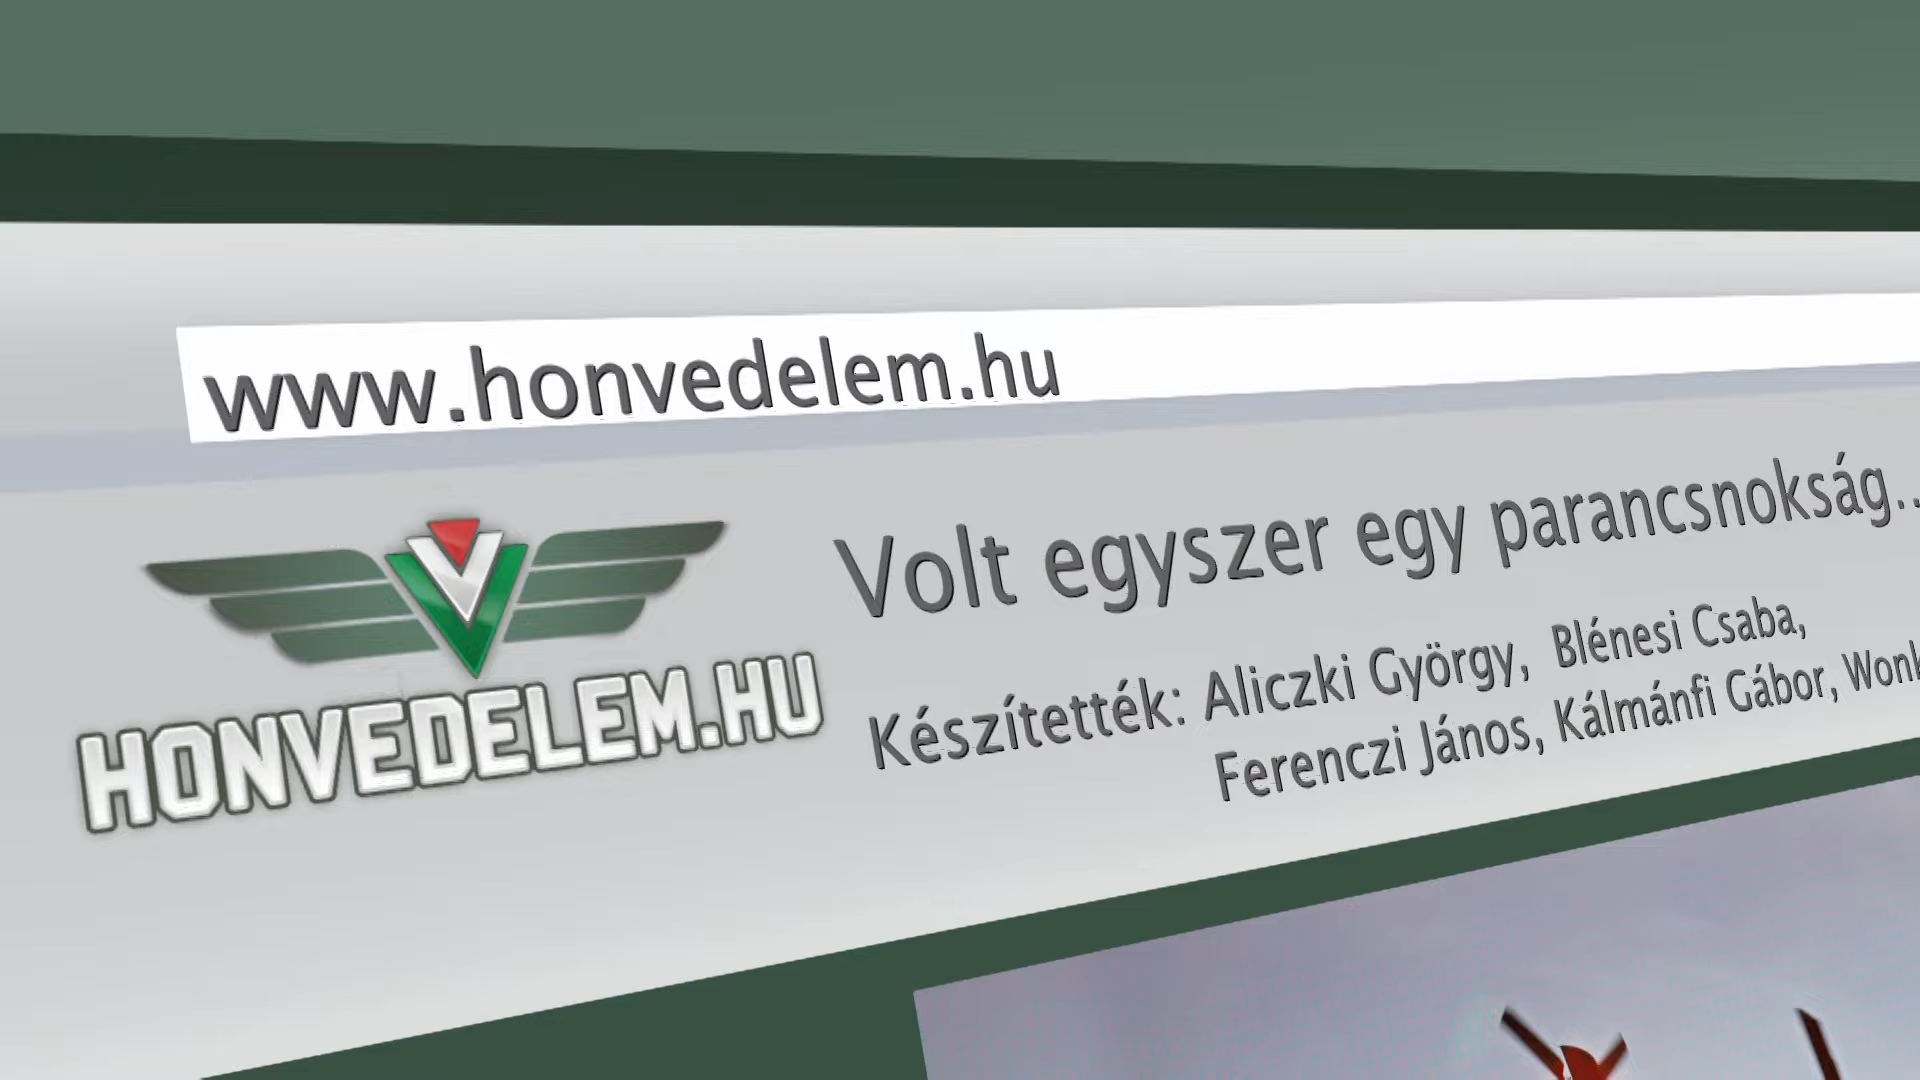 www.honvedelem.hu
Volt egyszer egy parancsnokság...
HONVEDELEM.HU
Készítették: Aliczki György, Blénesi Csaba,
Ferenczi János, Kálmánfi Gábor,